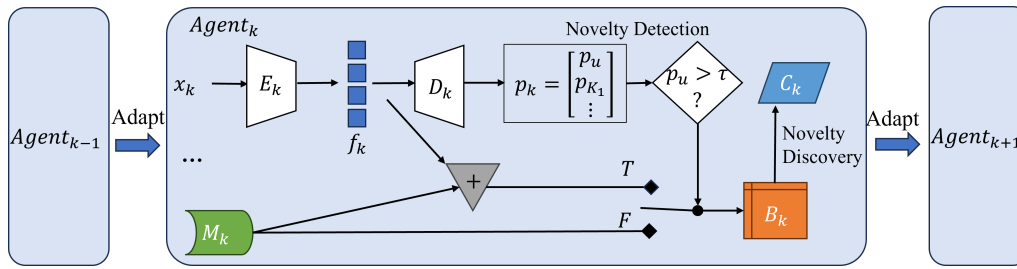 Agent_k
Novelty Detection
x_k
E_k
D_k
p_k = [p_u
p_{K_1}
⋮]
p_u > τ
?
C_k
Adapt
Adapt
Agent_{k-1}
Agent_{k+1}
f_k
...
Novelty
Discovery
+
T
M_k
F
B_k